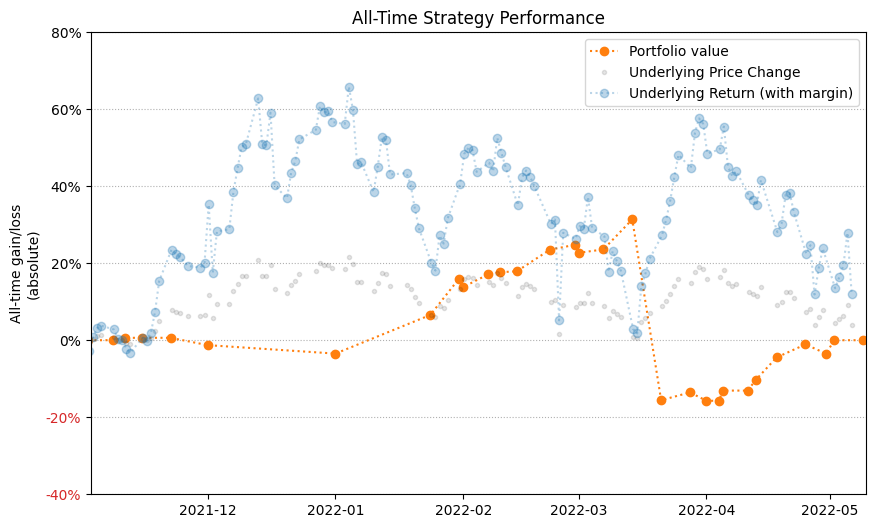 All-Time Strategy Performance
80%
60%
40%
20%
0%
-20%
-40%
All-time gain/loss
(absolute)
Portfolio value
Underlying Price Change
Underlying Return (with margin)
2021-12
2022-01
2022-02
2022-03
2022-04
2022-05